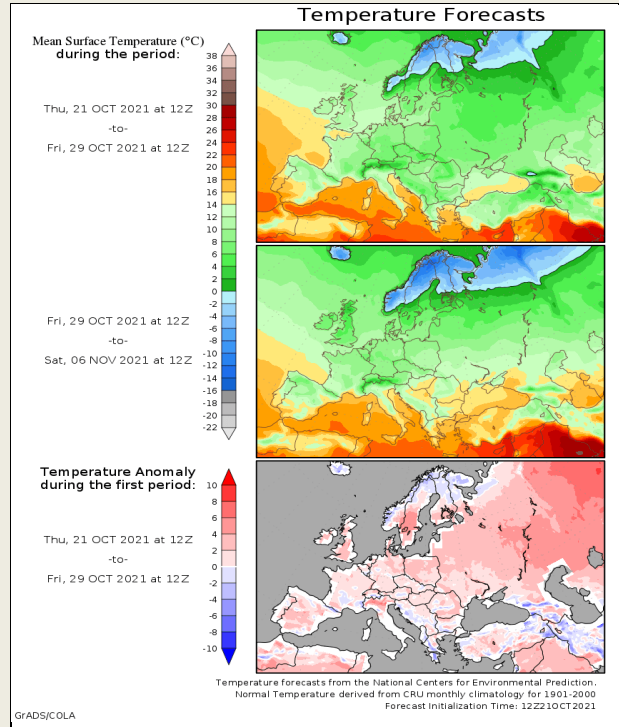 Temperature Forecasts
Mean Surface Temperature (°C)
during the period:
Thu, 21 OCT 2021 at 12Z
-to-
Fri, 29 OCT 2021 at 12Z
38
36
34
32
30
28
26
24
22
20
18
16
14
12
10
8
6
4
2
0
-2
-4
-6
-8
-10
-12
-14
-16
-18
-20
-22
Fri, 29 OCT 2021 at 12Z
-to-
Sat, 06 NOV 2021 at 12Z
Temperature Anomaly
during the first period:
Thu, 21 OCT 2021 at 12Z
-to-
Fri, 29 OCT 2021 at 12Z
10
8
6
4
2
0
-2
-4
-6
-8
-10
Temperature forecasts from the National Centers for Environmental Prediction.
Normal Temperature derived from CRU monthly climatology for 1901-2000
Forecast Initialization Time: 12Z21OCT2021
GrADS/COLA